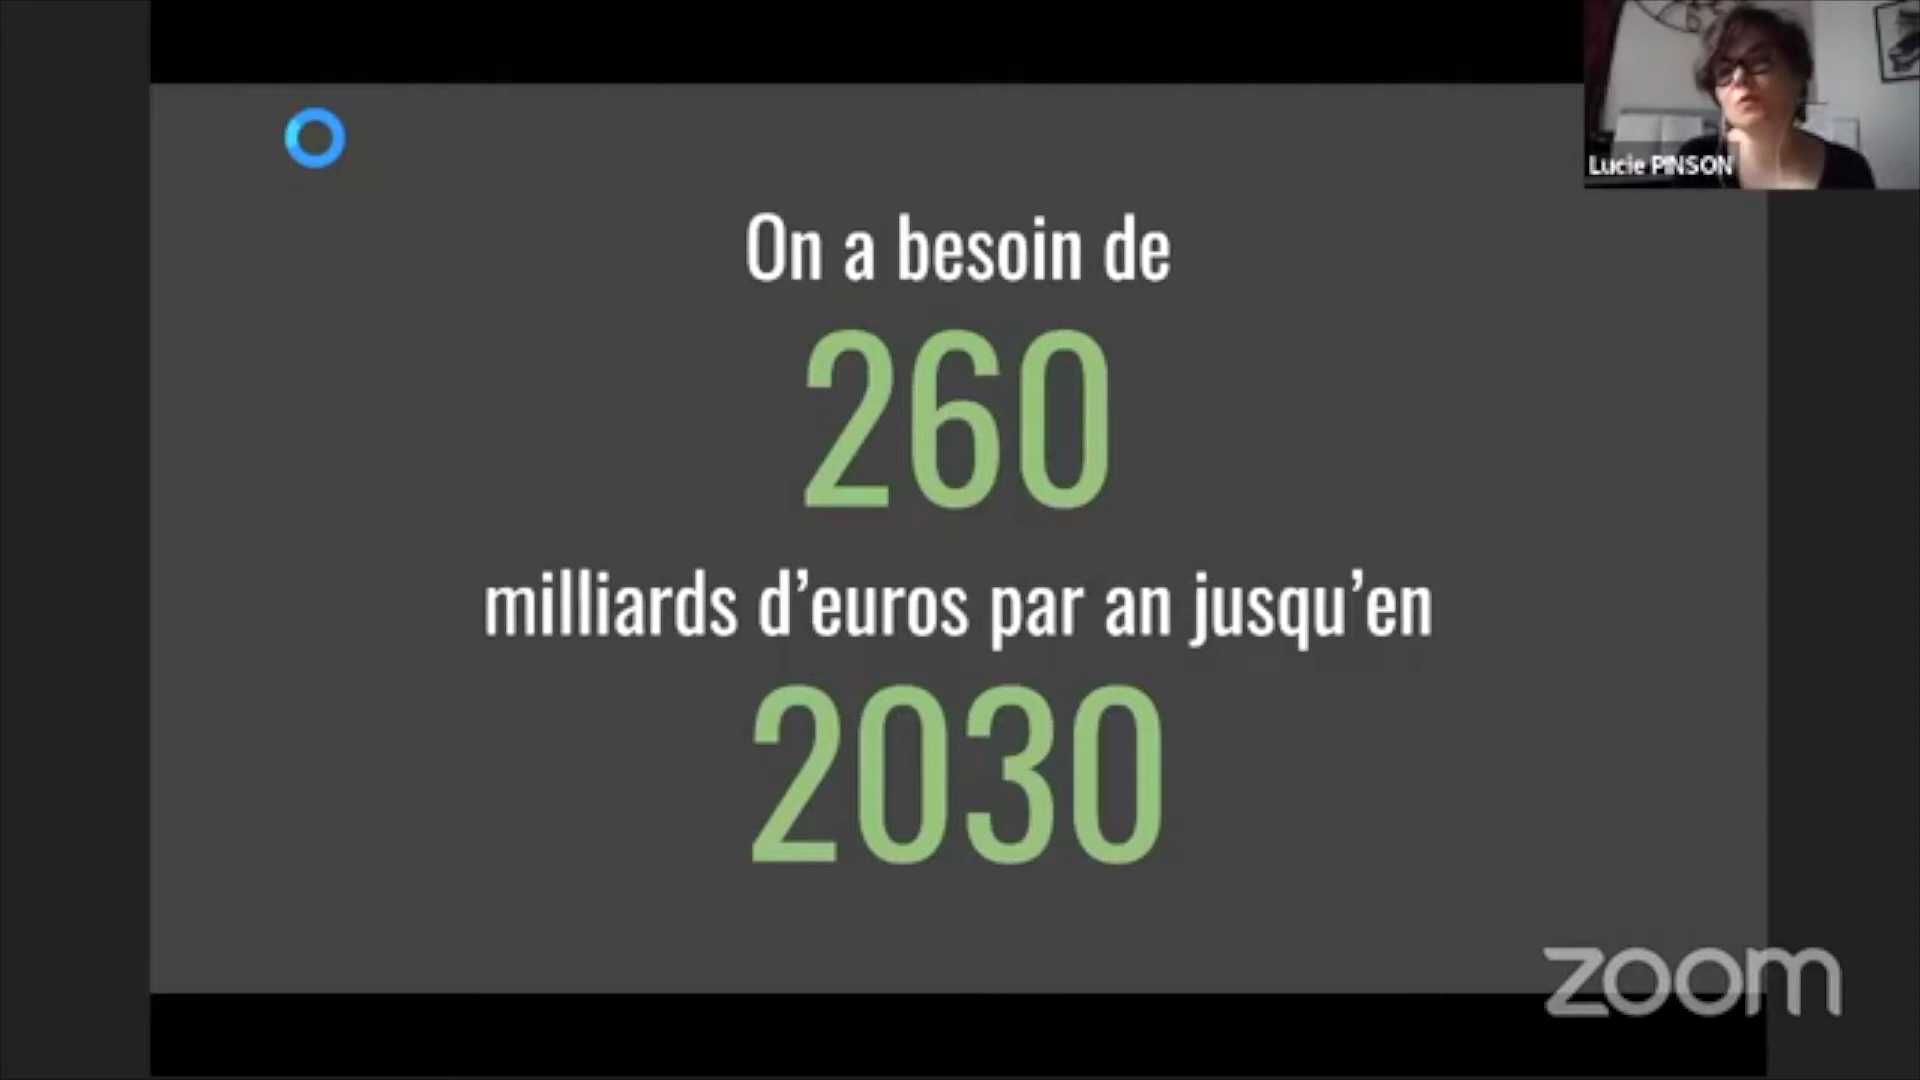 Lucie PINSON
On a besoin de
260
milliards d’euros par an jusqu’en
2030
zoom